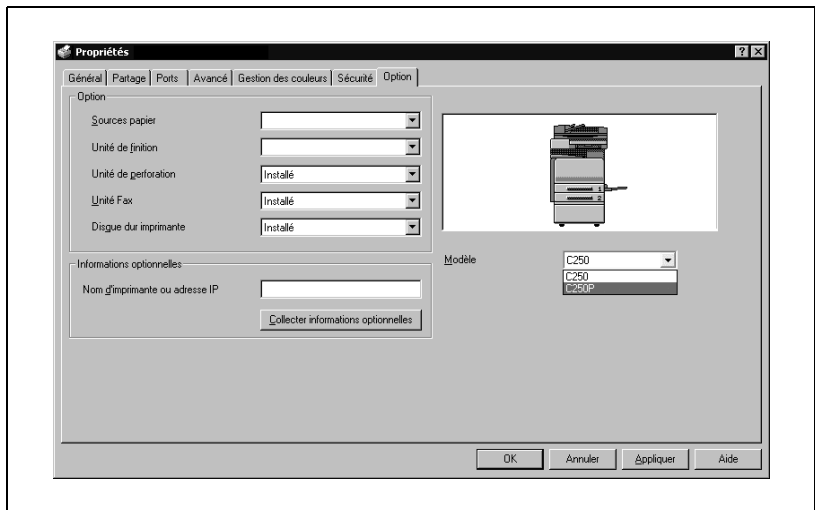 Propriétés
Général Partage Ports Avancé Gestion des couleurs Sécurité Option
Option
Sources papier
Unité de finition
Unité de perforation Installé
Unité Fax Installé
Disque dur imprimante Installé
1
2
Modèle C250
C250
C250P
Informations optionnelles
Nom d'imprimante ou adresse IP
Collecter informations optionnelles
OK Annuler Appliquer Aide